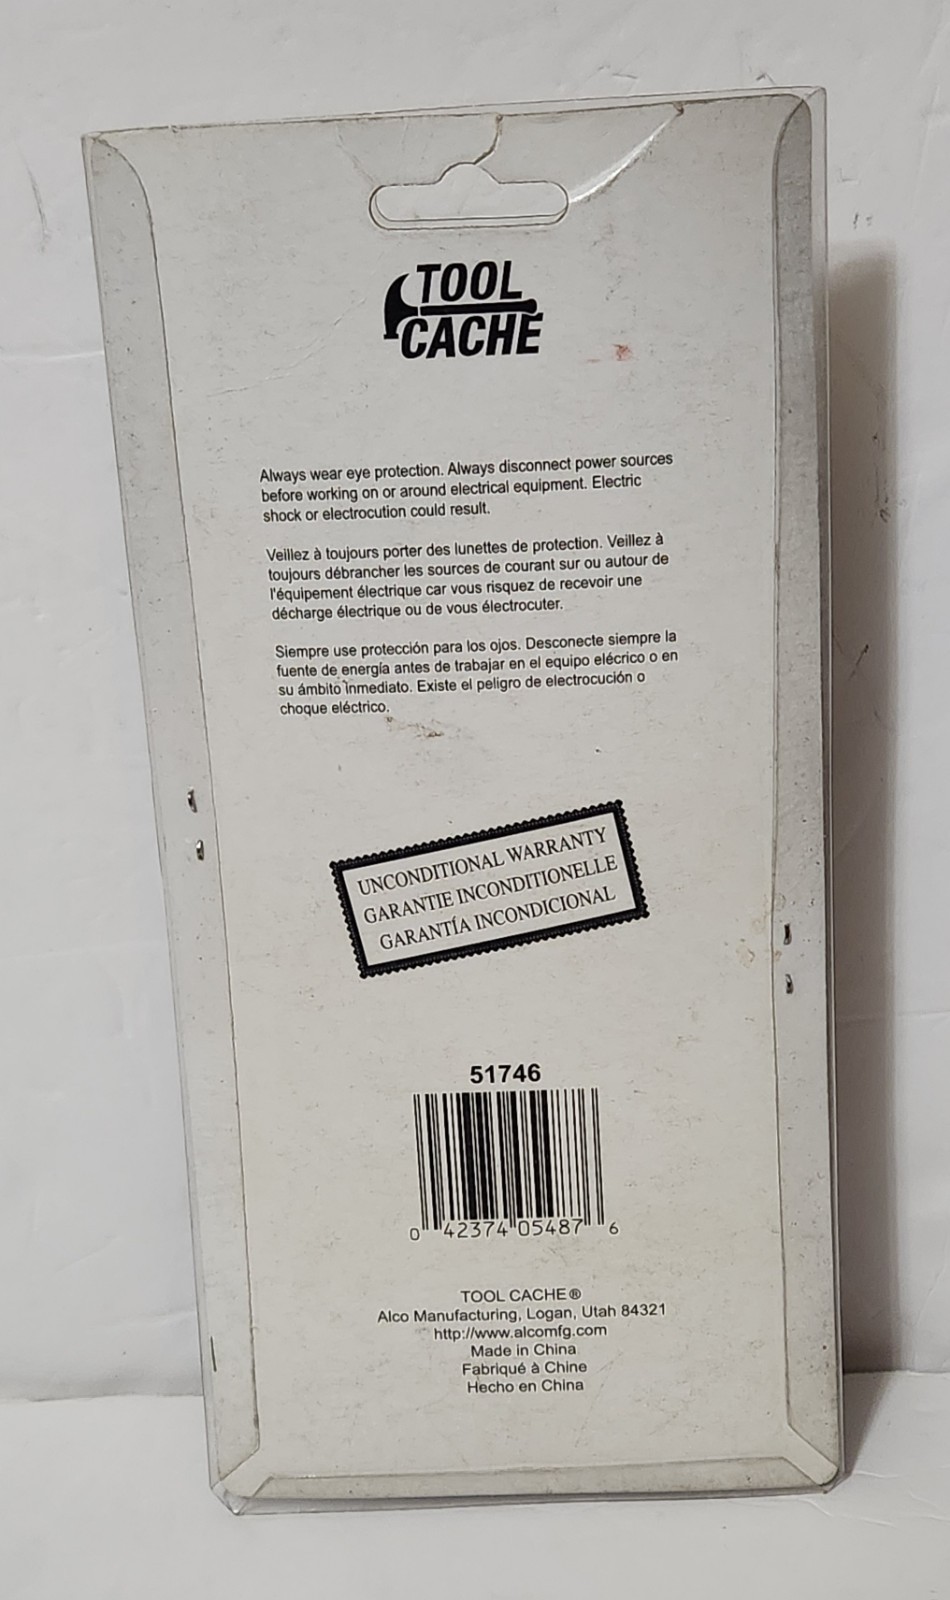 TOOL
CACHE
Always wear eye protection. Always disconnect power sources
before working on or around electrical equipment. Electric
shock or electrocution could result.
Veillez à toujours porter des lunettes de protection. Veillez à
toujours débrancher les sources de courant sur ou autour de
l'équipement électrique car vous risquez de recevoir une
décharge électrique ou de vous électrocuter.
Siempre use protección para los ojos. Desconecte siempre la
fuente de energía antes de trabajar en el equipo elécrico o en
su ámbito inmediato. Existe el peligro de electrocución o
choque eléctrico.
UNCONDITIONAL WARRANTY
GARANTIE INCONDITIONELLE
GARANTÍA INCONDICIONAL
51746
0 42374 05487 6
TOOL CACHE®
Alco Manufacturing, Logan, Utah 84321
http://www.alcomfg.com
Made in China
Fabriqué à Chine
Hecho en China